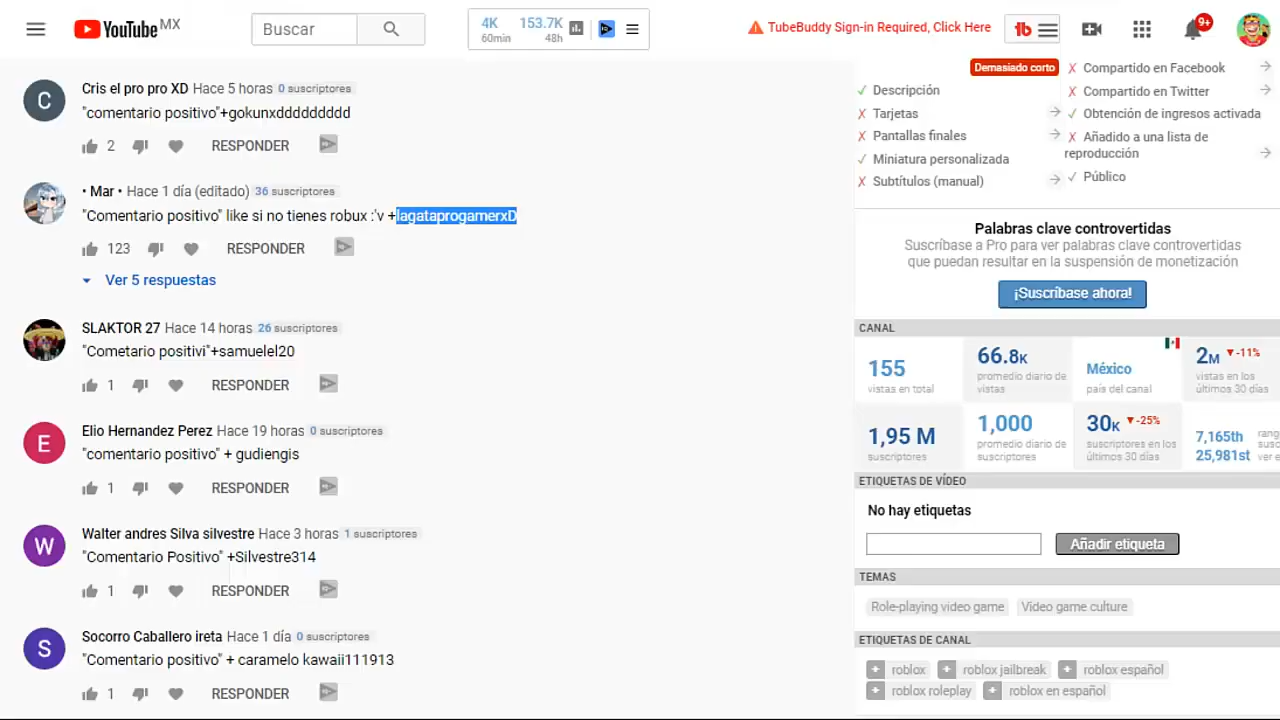 YouTube MX
Buscar
4K 153.7K
60min 48h
TubeBuddy Sign-in Required, Click Here
tb
9+
C
Cris el pro pro XD Hace 5 horas 0 suscriptores
"comentario positivo"+gokunxddddddddd
2 RESPONDER
• Mar • Hace 1 día (editado) 36 suscriptores
"Comentario positivo" like si no tienes robux :'v +lagataprogamerxD
123 RESPONDER
Ver 5 respuestas
SLAKTOR 27 Hace 14 horas 26 suscriptores
"Cometario positivi"+samuelel20
1 RESPONDER
E
Elio Hernandez Perez Hace 19 horas 0 suscriptores
"comentario positivo" + gudiengis
1 RESPONDER
W
Walter andres Silva silvestre Hace 3 horas 1 suscriptores
"Comentario Positivo" +Silvestre314
1 RESPONDER
S
Socorro Caballero ireta Hace 1 día 0 suscriptores
"Comentario positivo" + caramelo kawaii111913
1 RESPONDER
Demasiado corto
✓ Descripción
✗ Tarjetas
✗ Pantallas finales
✓ Miniatura personalizada
✗ Subtítulos (manual)
✗ Compartido en Facebook
✗ Compartido en Twitter
✓ Obtención de ingresos activada
✗ Añadido a una lista de
reproducción
✓ Público
Palabras clave controvertidas
Suscríbase a Pro para ver palabras clave controvertidas
que puedan resultar en la suspensión de monetización
¡Suscríbase ahora!
CANAL
155
vistas en total
66.8K
promedio diario de
vistas
México
país del canal
2M ▼-11%
vistas en los
últimos 30 días
1,95 M
suscriptores
1,000
promedio diario de
suscriptores
30K ▼-25%
suscriptores en los
últimos 30 días
7,165th
25,981st
rang
susc
ver e
ETIQUETAS DE VÍDEO
No hay etiquetas
Añadir etiqueta
TEMAS
Role-playing video game Video game culture
ETIQUETAS DE CANAL
+ roblox + roblox jailbreak + roblox español
+ roblox roleplay + roblox en español